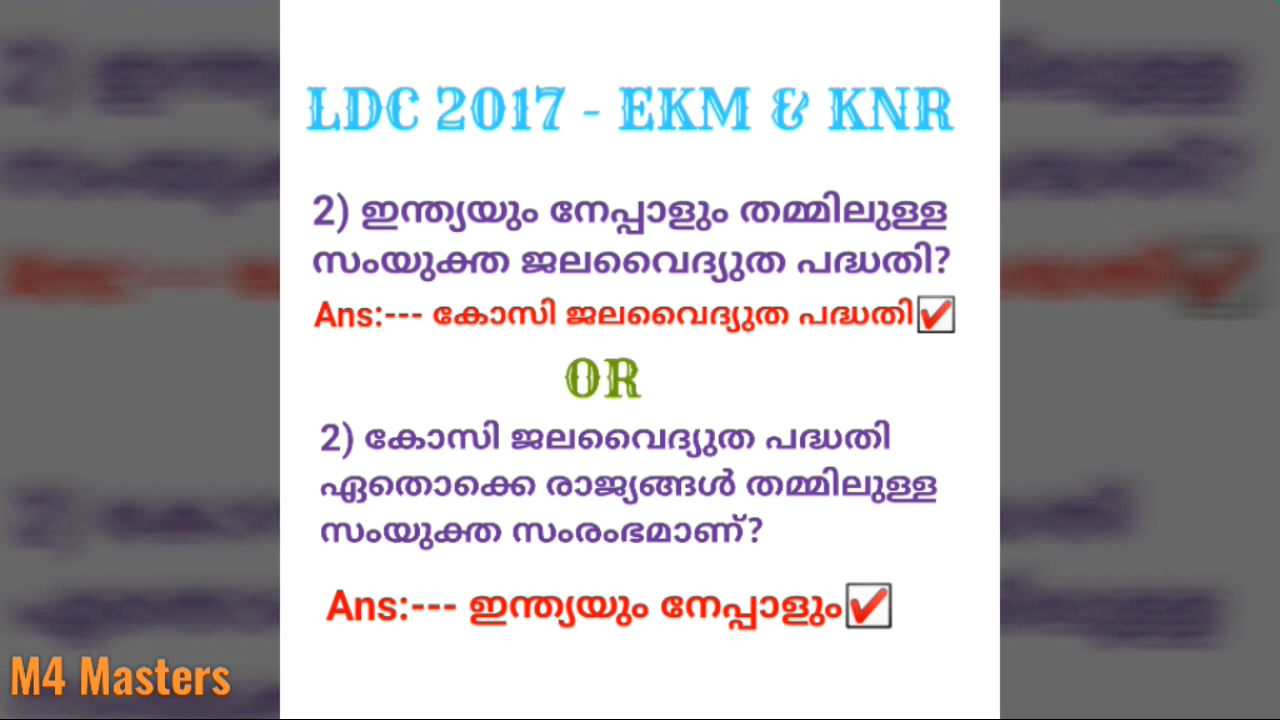 LDC 2017 - EKM & KNR
2) ഇന്ത്യയും നേപ്പാളും തമ്മിലുള്ള
സംയുക്ത ജലവൈദ്യുത പദ്ധതി?
Ans:--- കോസി ജലവൈദ്യുത പദ്ധതി☑
OR
2) കോസി ജലവൈദ്യുത പദ്ധതി
ഏതൊക്കെ രാജ്യങ്ങൾ തമ്മിലുള്ള
സംയുക്ത സംരംഭമാണ്?
Ans:--- ഇന്ത്യയും നേപ്പാളും☑
M4 Masters